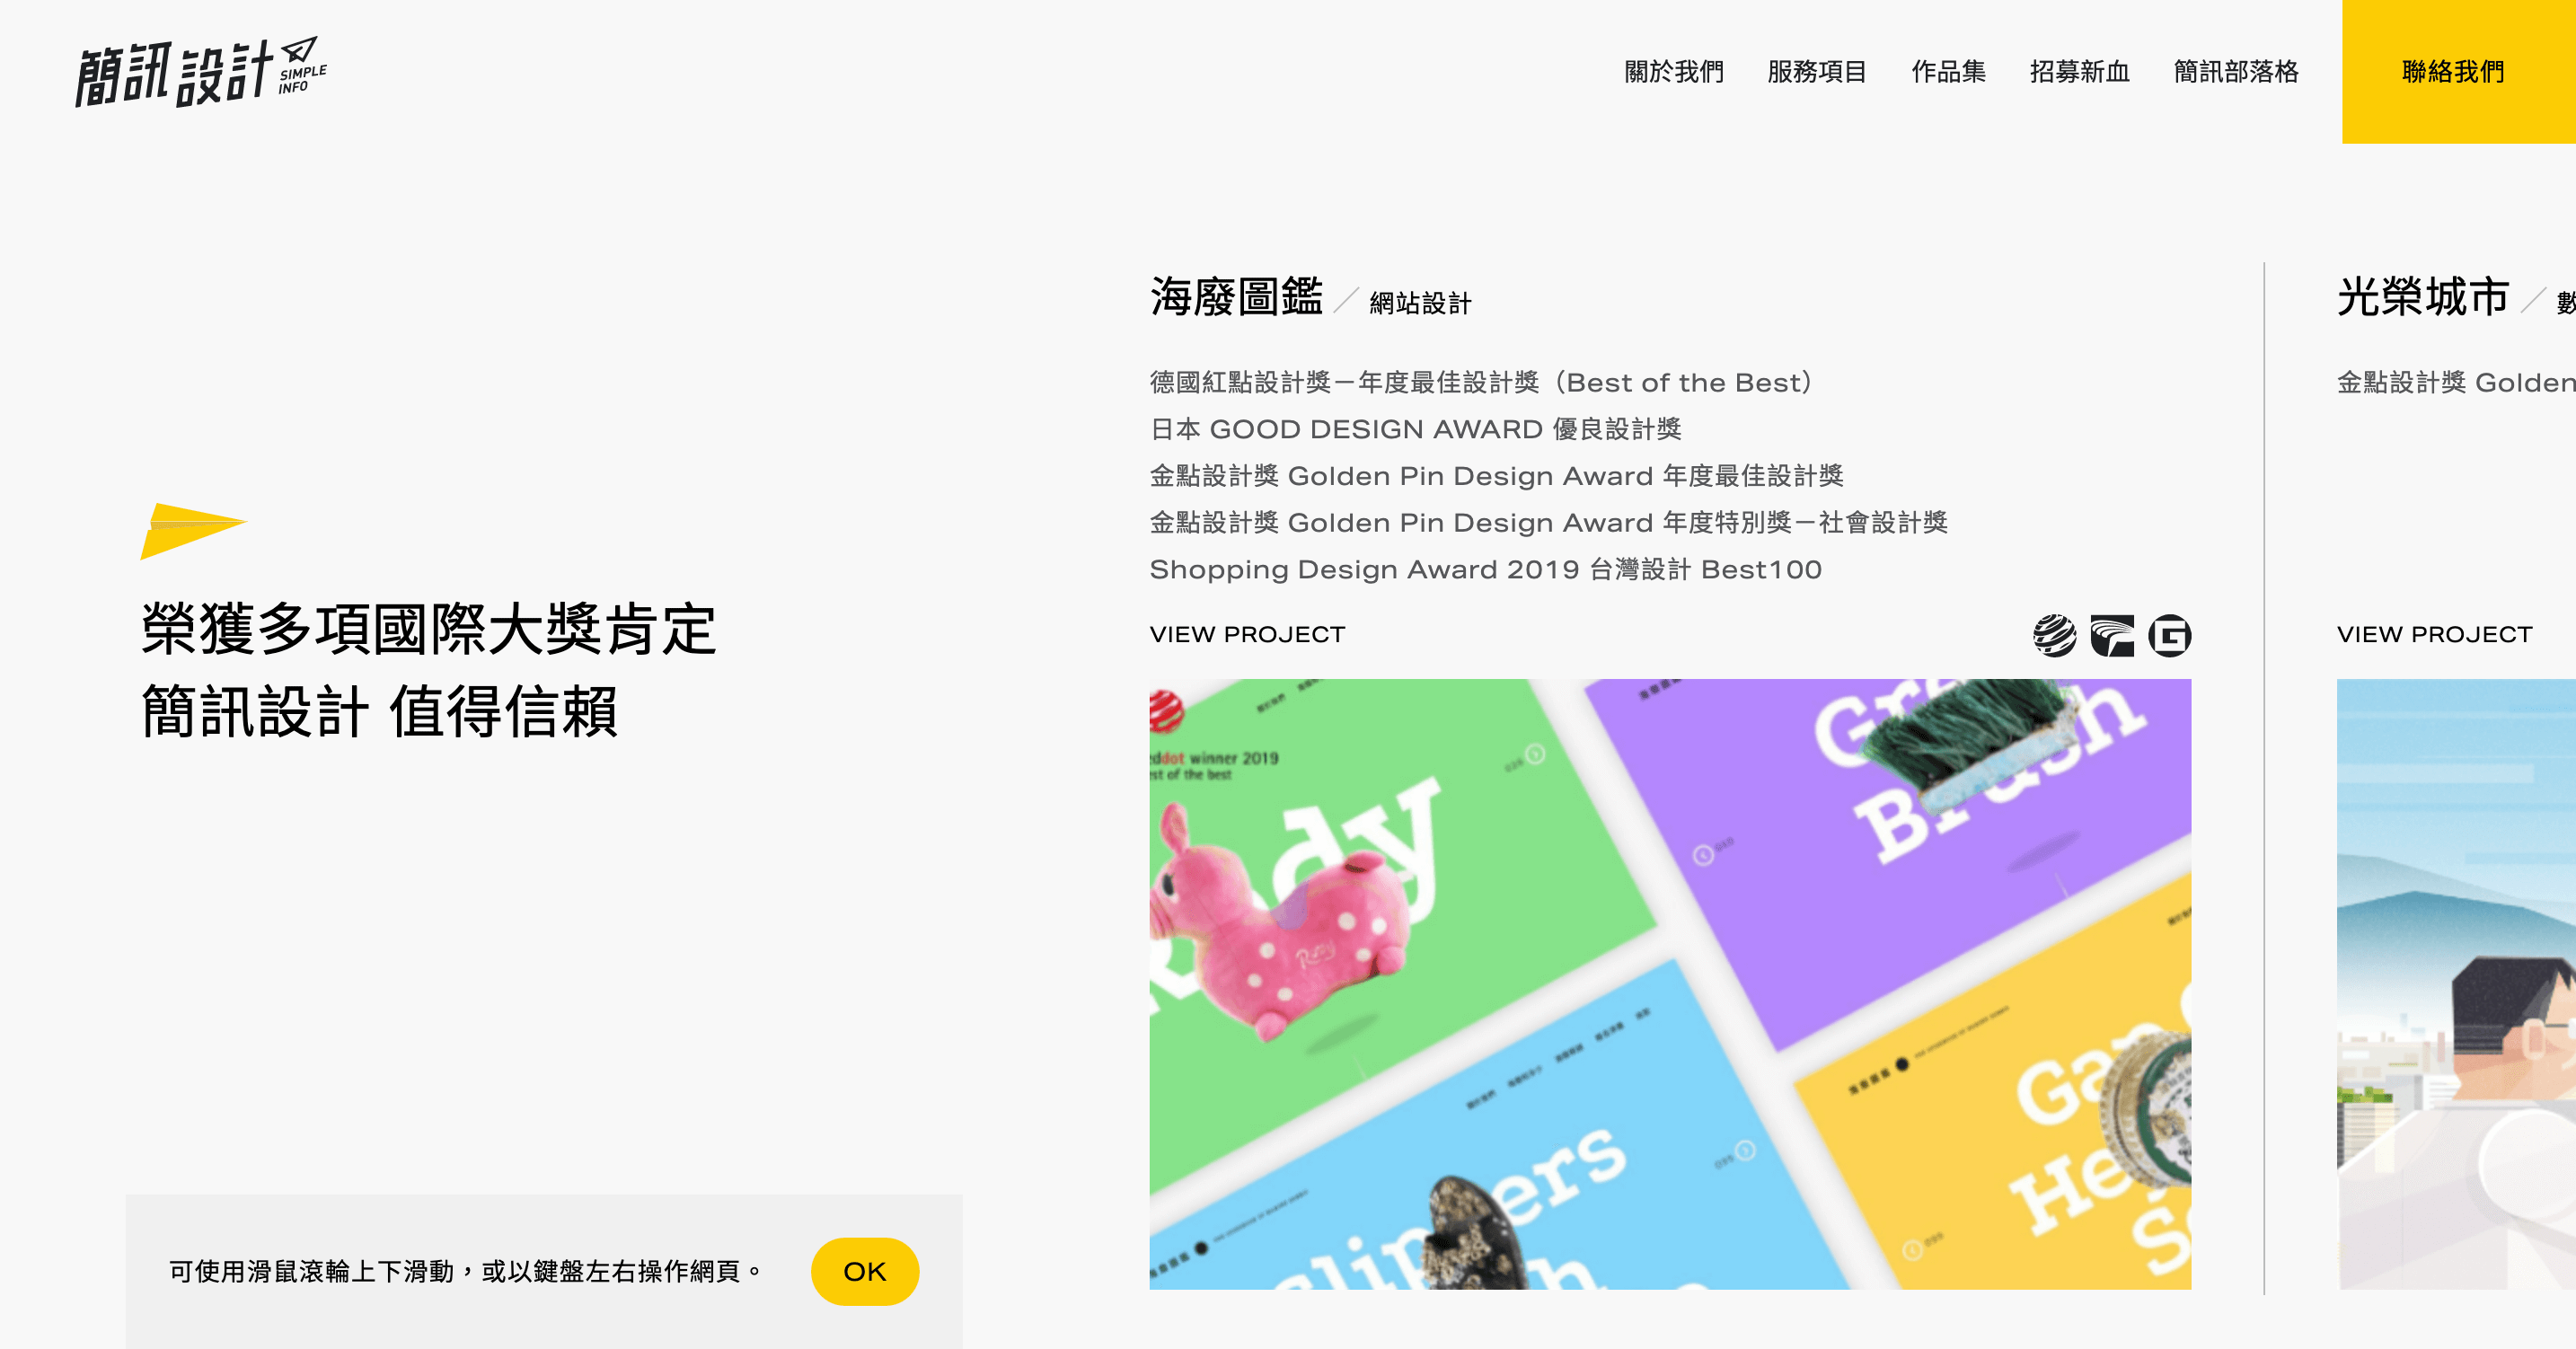 簡訊設計
SIMPLE
INFO
關於我們 服務項目 作品集 招募新血 簡訊部落格 聯絡我們
榮獲多項國際大獎肯定
簡訊設計 值得信賴
海廢圖鑑 ／ 網站設計
德國紅點設計獎－年度最佳設計獎（Best of the Best）
日本 GOOD DESIGN AWARD 優良設計獎
金點設計獎 Golden Pin Design Award 年度最佳設計獎
金點設計獎 Golden Pin Design Award 年度特別獎－社會設計獎
Shopping Design Award 2019 台灣設計 Best100
VIEW PROJECT
winner 2019
of the best
Brush
光榮城市 ／
金點設計獎 Golden
VIEW PROJECT
可使用滑鼠滾輪上下滑動，或以鍵盤左右操作網頁。
OK